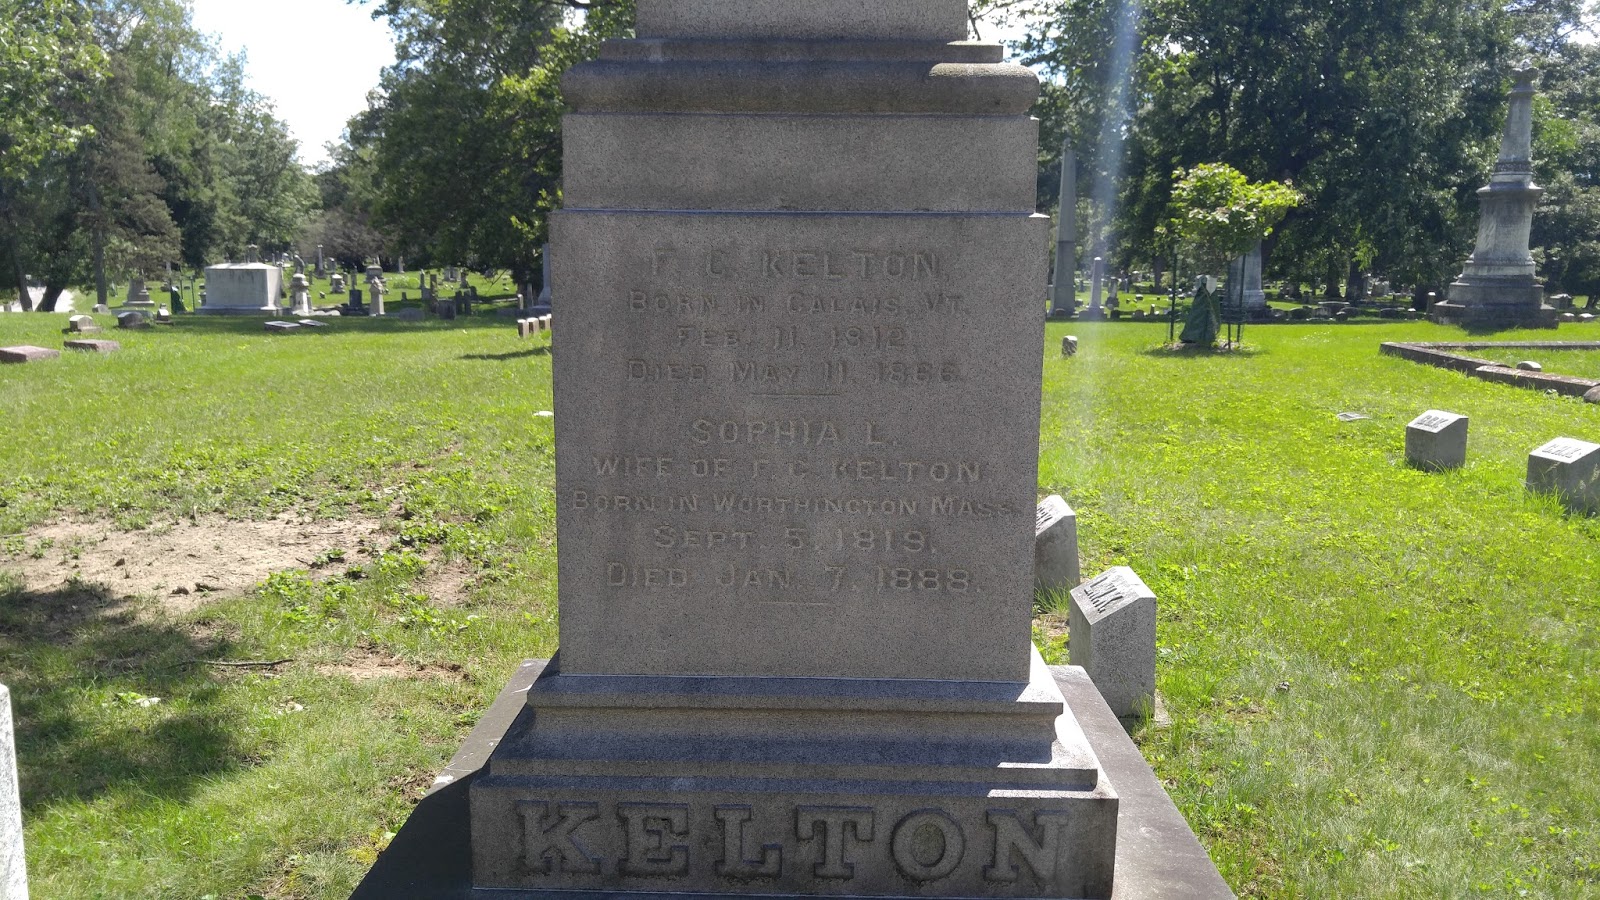 F. C. KELTON
BORN IN CALAIS, VT.
FEB. 11 1812
DIED MAY 11 1866.
SOPHIA L.
WIFE OF F. C. KELTON
BORN IN WORTHINGTON MASS.
SEPT. 5, 1819.
DIED JAN. 7, 1888.
KELTON